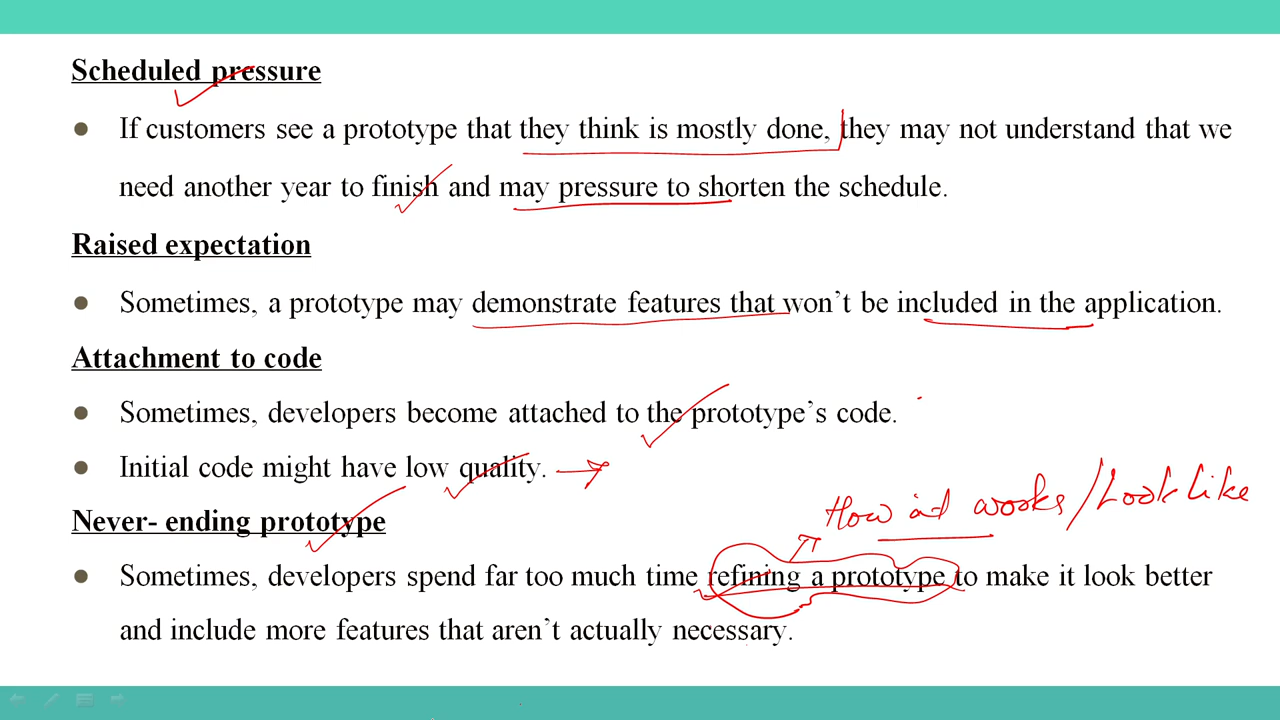 Scheduled pressure
● If customers see a prototype that they think is mostly done, they may not understand that we
need another year to finish and may pressure to shorten the schedule.
Raised expectation
● Sometimes, a prototype may demonstrate features that won’t be included in the application.
Attachment to code
● Sometimes, developers become attached to the prototype’s code.
● Initial code might have low quality.
How it works/Look like
Never- ending prototype
● Sometimes, developers spend far too much time refining a prototype to make it look better
and include more features that aren’t actually necessary.